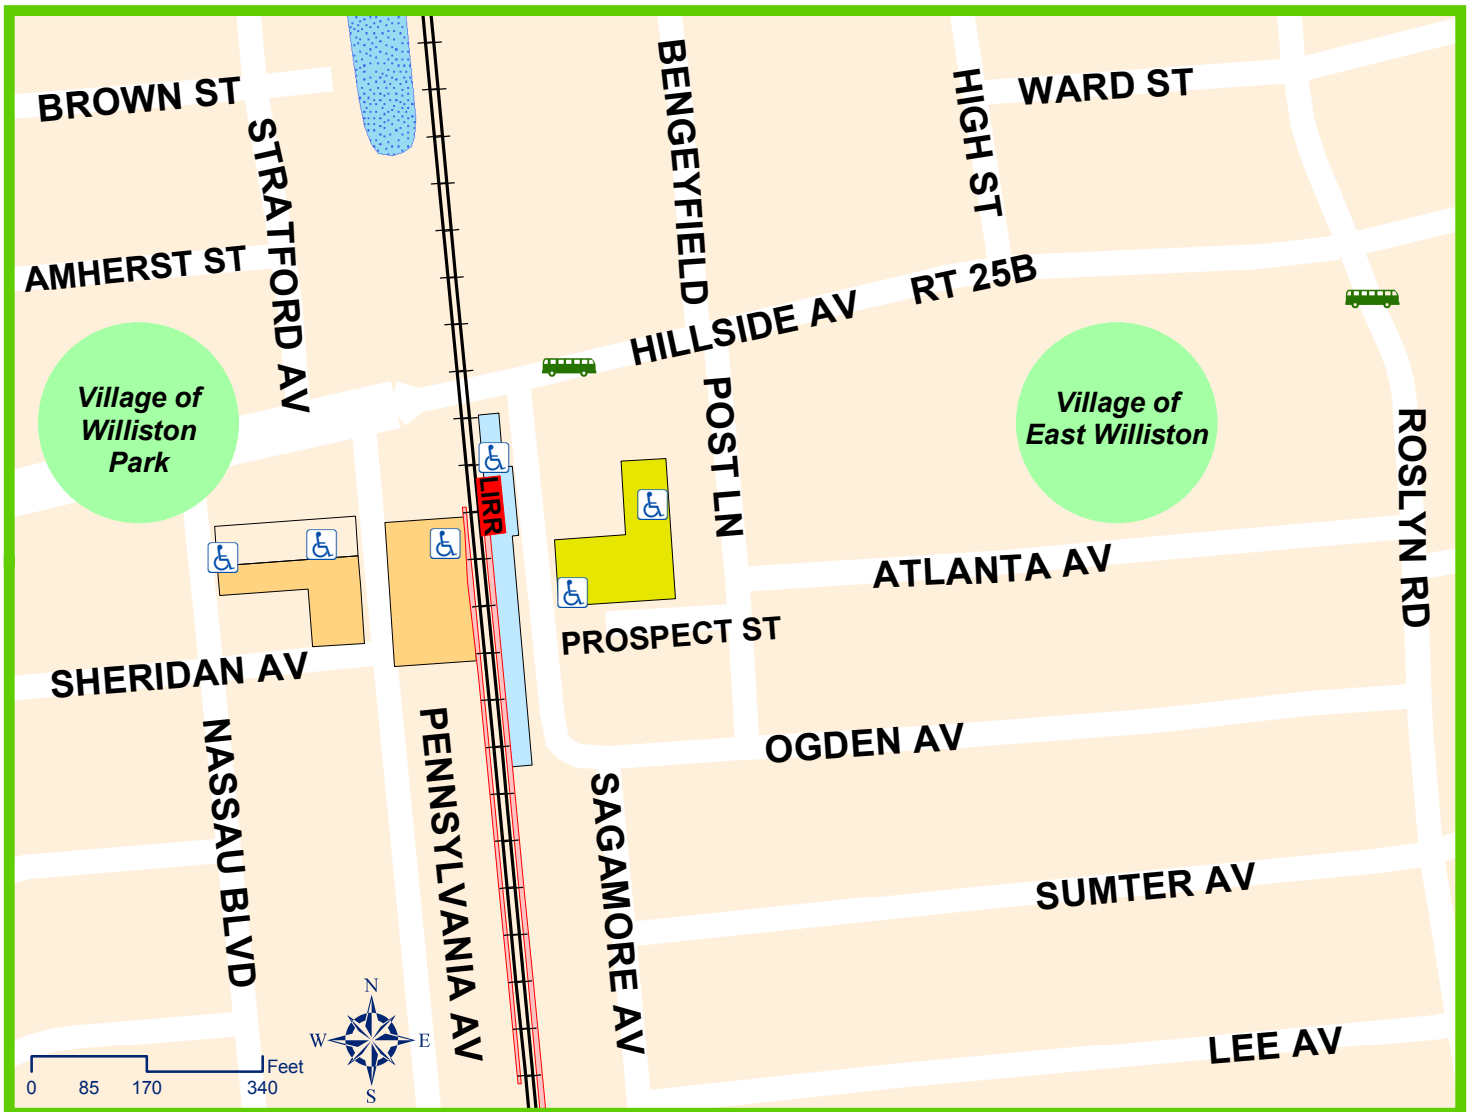 BROWN ST
STRATFORD AV
AMHERST ST
BENGEYFIELD
POST LN
HIGH ST
WARD ST
HILLSIDE AV
RT 25B
Village of
Williston
Park
Village of
East Williston
ROSLYN RD
LIRR
ATLANTA AV
PROSPECT ST
SHERIDAN AV
NASSAU BLVD
PENNSYLVANIA AV
OGDEN AV
SAGAMORE AV
SUMTER AV
LEE AV
N
W
E
S
Feet
0 85 170 340